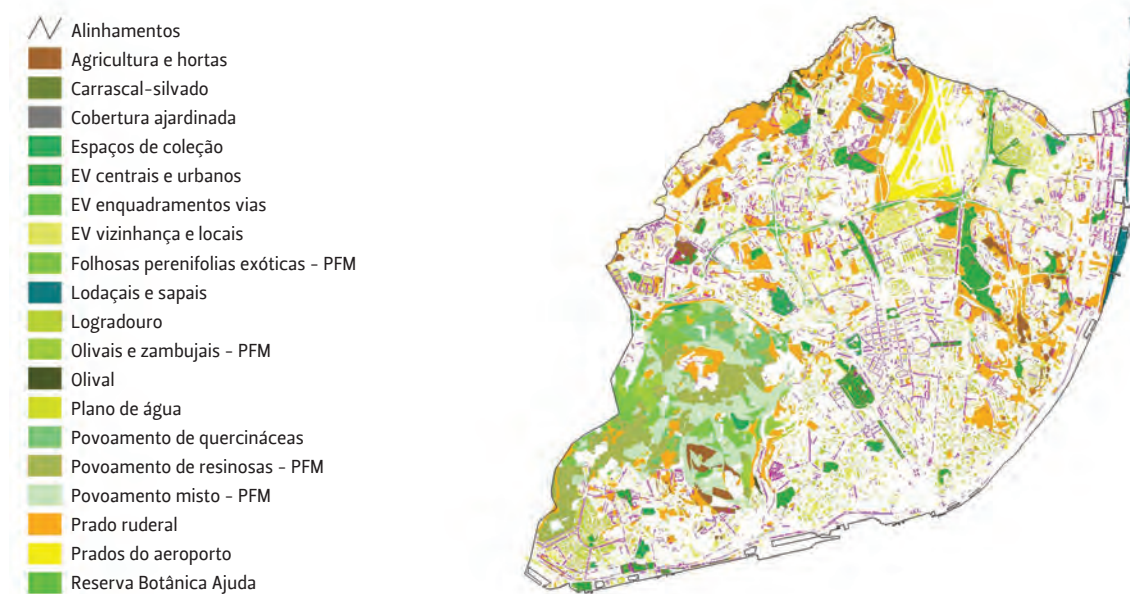 Alinhamentos
Agricultura e hortas
Carrascal-silvado
Cobertura ajardinada
Espaços de coleção
EV centrais e urbanos
EV enquadramentos vias
EV vizinhança e locais
Folhosas perenifolias exóticas - PFM
Lodaçais e sapais
Logradouro
Olivais e zambujais - PFM
Olival
Plano de água
Povoamento de quercináceas
Povoamento de resinosas - PFM
Povoamento misto - PFM
Prado ruderal
Prados do aeroporto
Reserva Botânica Ajuda